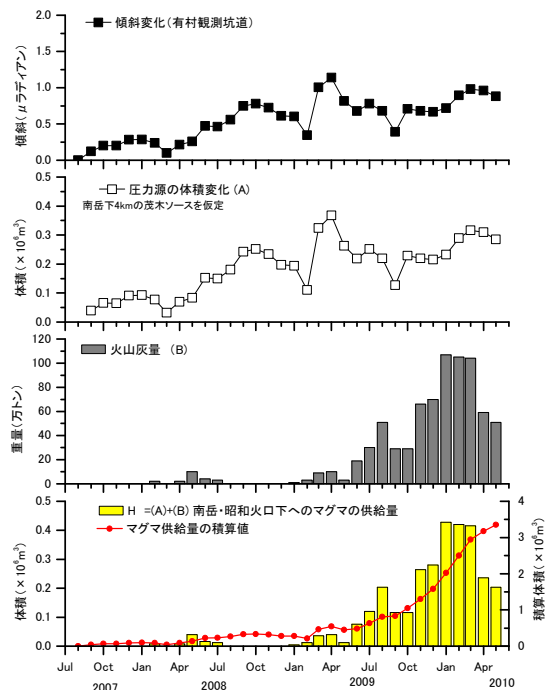 2.0
傾斜変化(有村観測坑道)
1.5
1.0
0.5
0.0
傾斜(μラディアン)
0.5
圧力源の体積変化(A)
南岳下4kmの茂木ソースを仮定
0.4
0.3
0.2
0.1
0.0
体積(×10⁶m³)
120
火山灰量 (B)
100
80
60
40
20
0
重量(万トン)
0.5
H =(A)+(B) 南岳・昭和火口下へのマグマの供給量
マグマ供給量の積算値
0.4
0.3
0.2
0.1
0.0
体積(×10⁶m³)
4
3
2
1
0
積算体積(×10⁶m³)
Jul Oct Jan Apr Jul Oct Jan Apr Jul Oct Jan Apr
2007 2008 2009 2010